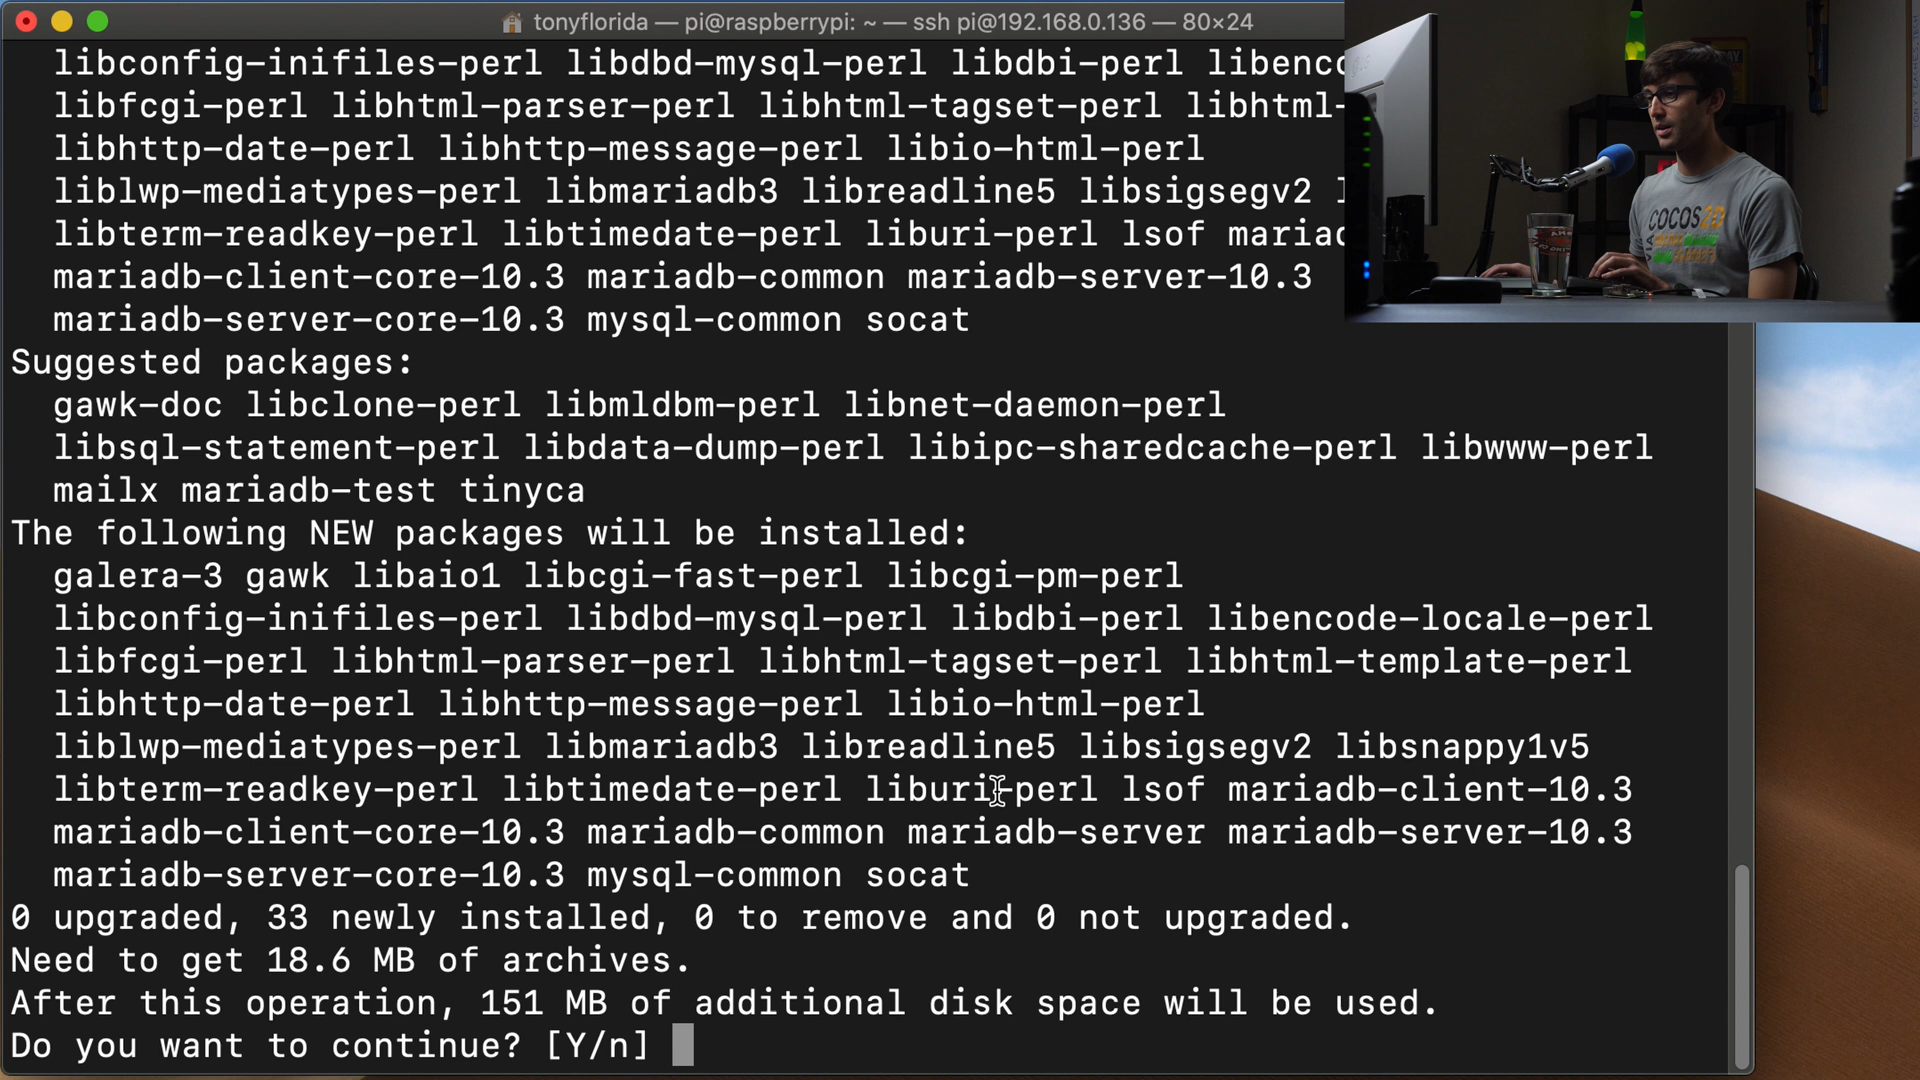 tonyflorida — pi@raspberrypi: ~ — ssh pi@192.168.0.136 — 80×24
libconfig-inifiles-perl libdbd-mysql-perl libdbi-perl libenco
libfcgi-perl libhtml-parser-perl libhtml-tagset-perl libhtml-
libhttp-date-perl libhttp-message-perl libio-html-perl
liblwp-mediatypes-perl libmariadb3 libreadline5 libsigsegv2 l
libterm-readkey-perl libtimedate-perl liburi-perl lsof mariad
mariadb-client-core-10.3 mariadb-common mariadb-server-10.3
mariadb-server-core-10.3 mysql-common socat
Suggested packages:
gawk-doc libclone-perl libmldbm-perl libnet-daemon-perl
libsql-statement-perl libdata-dump-perl libipc-sharedcache-perl libwww-perl
mailx mariadb-test tinyca
The following NEW packages will be installed:
galera-3 gawk libaio1 libcgi-fast-perl libcgi-pm-perl
libconfig-inifiles-perl libdbd-mysql-perl libdbi-perl libencode-locale-perl
libfcgi-perl libhtml-parser-perl libhtml-tagset-perl libhtml-template-perl
libhttp-date-perl libhttp-message-perl libio-html-perl
liblwp-mediatypes-perl libmariadb3 libreadline5 libsigsegv2 libsnappy1v5
libterm-readkey-perl libtimedate-perl liburi-perl lsof mariadb-client-10.3
mariadb-client-core-10.3 mariadb-common mariadb-server mariadb-server-10.3
mariadb-server-core-10.3 mysql-common socat
0 upgraded, 33 newly installed, 0 to remove and 0 not upgraded.
Need to get 18.6 MB of archives.
After this operation, 151 MB of additional disk space will be used.
Do you want to continue? [Y/n]
COCOS2D